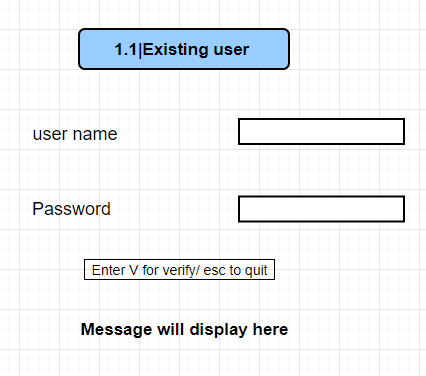 1.1|Existing user
user name
Password
Enter V for verify/ esc to quit
Message will display here